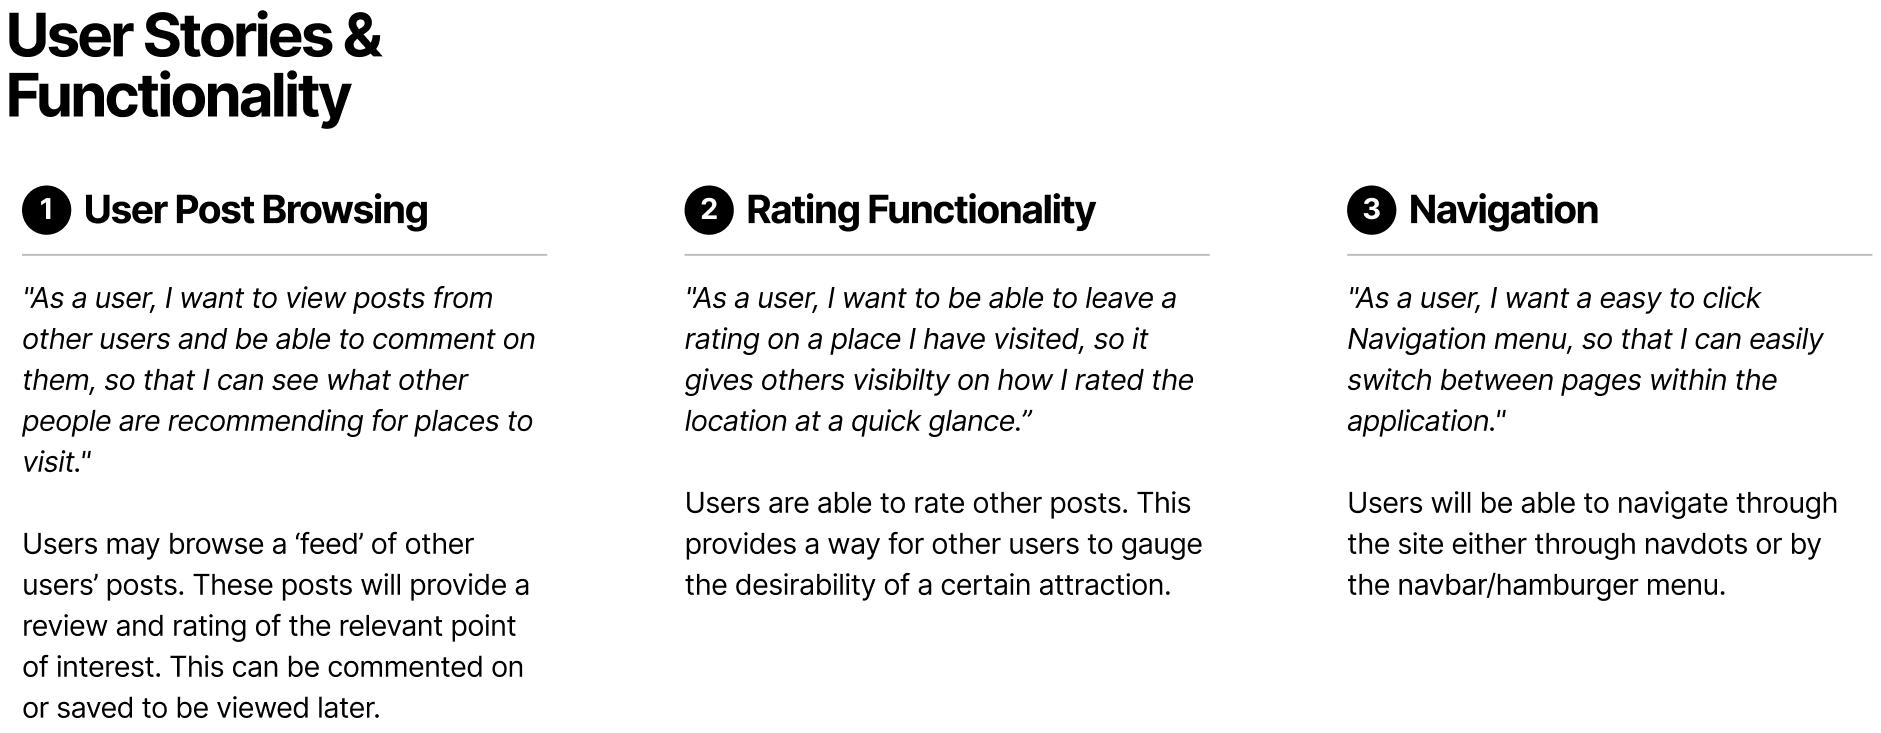 User Stories &
Functionality
1 User Post Browsing
"As a user, I want to view posts from
other users and be able to comment on
them, so that I can see what other
people are recommending for places to
visit."
Users may browse a ‘feed’ of other
users’ posts. These posts will provide a
review and rating of the relevant point
of interest. This can be commented on
or saved to be viewed later.
2 Rating Functionality
"As a user, I want to be able to leave a
rating on a place I have visited, so it
gives others visibilty on how I rated the
location at a quick glance.”
Users are able to rate other posts. This
provides a way for other users to gauge
the desirability of a certain attraction.
3 Navigation
"As a user, I want a easy to click
Navigation menu, so that I can easily
switch between pages within the
application."
Users will be able to navigate through
the site either through navdots or by
the navbar/hamburger menu.